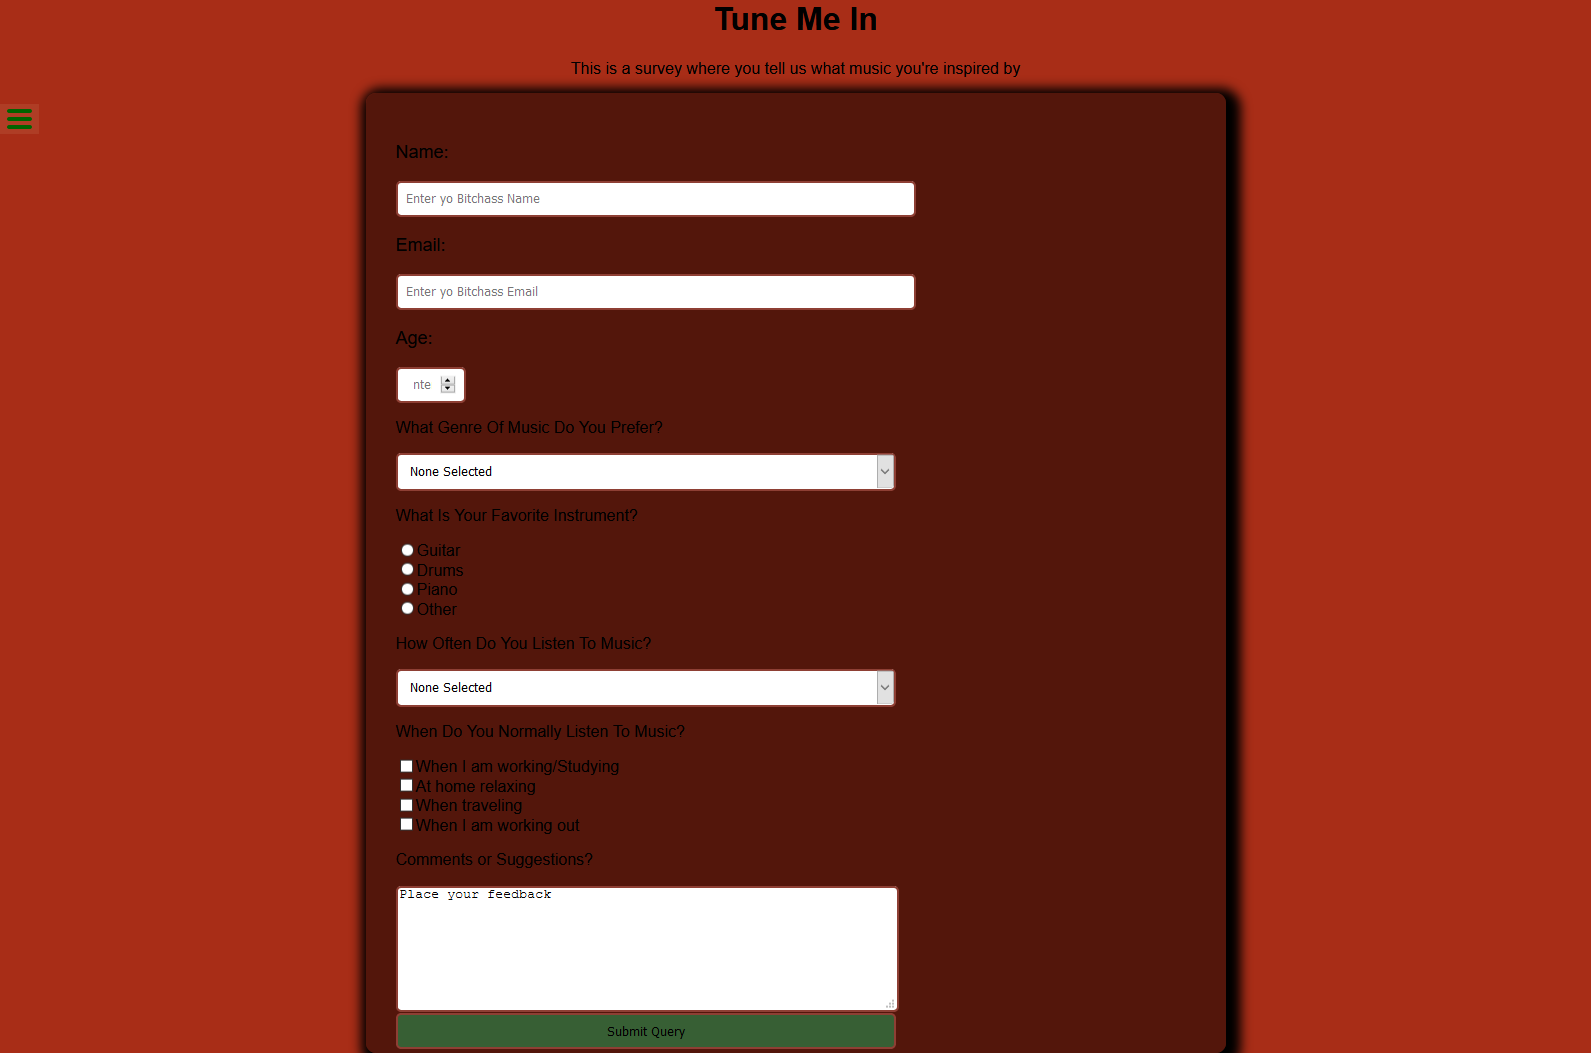 Tune Me In
This is a survey where you tell us what music you're inspired by
Name:
Enter yo Bitchass Name
Email:
Enter yo Bitchass Email
Age:
nte
What Genre Of Music Do You Prefer?
None Selected
What Is Your Favorite Instrument?
Guitar
Drums
Piano
Other
How Often Do You Listen To Music?
None Selected
When Do You Normally Listen To Music?
When I am working/Studying
At home relaxing
When traveling
When I am working out
Comments or Suggestions?
Place your feedback
Submit Query